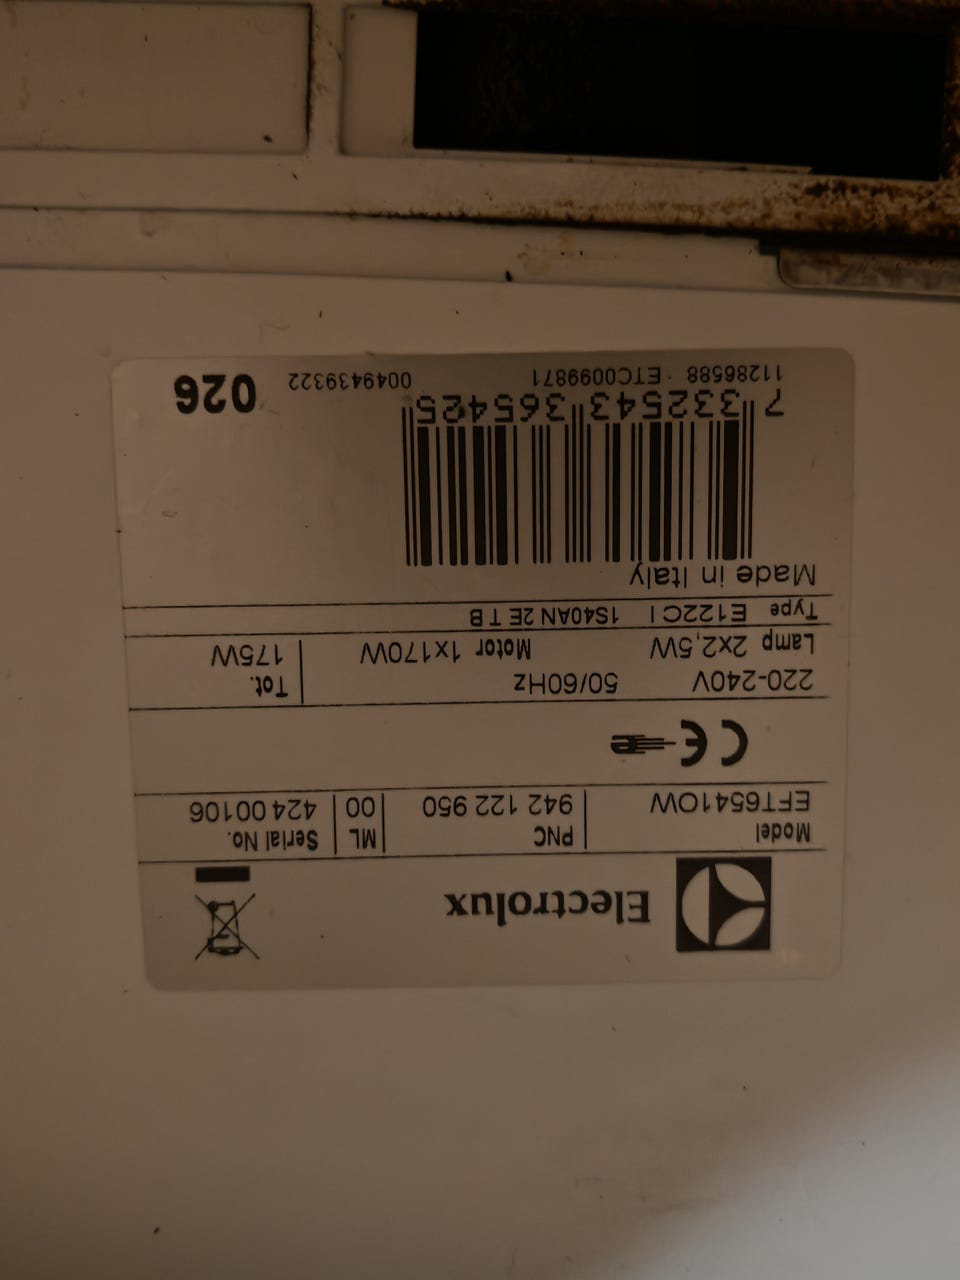 Electrolux
Model PNC ML Serial No.
EFT6541OW 942 122 950 00 424 00106
CE
220-240V 50/60Hz Tot.
Lamp 2x2,5W Motor 1x170W 175W
Type E122C I 1S40AN 2E T B
Made in Italy
7 332543 365425
11286588 · ETC0099871 0049439322 026